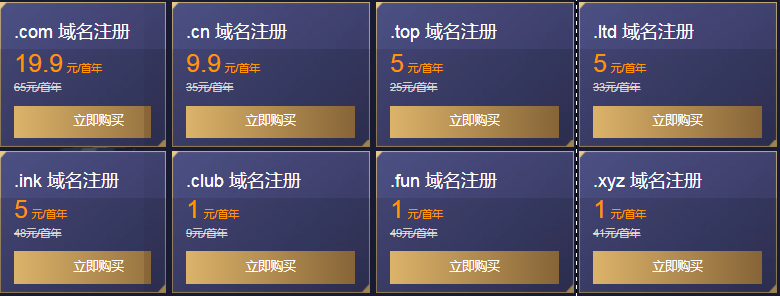 .com 域名注册
19.9 元/首年
65元/首年
立即购买
.cn 域名注册
9.9 元/首年
35元/首年
立即购买
.top 域名注册
5 元/首年
25元/首年
立即购买
.ltd 域名注册
5 元/首年
33元/首年
立即购买
.ink 域名注册
5 元/首年
48元/首年
立即购买
.club 域名注册
1 元/首年
9元/首年
立即购买
.fun 域名注册
1 元/首年
49元/首年
立即购买
.xyz 域名注册
1 元/首年
41元/首年
立即购买